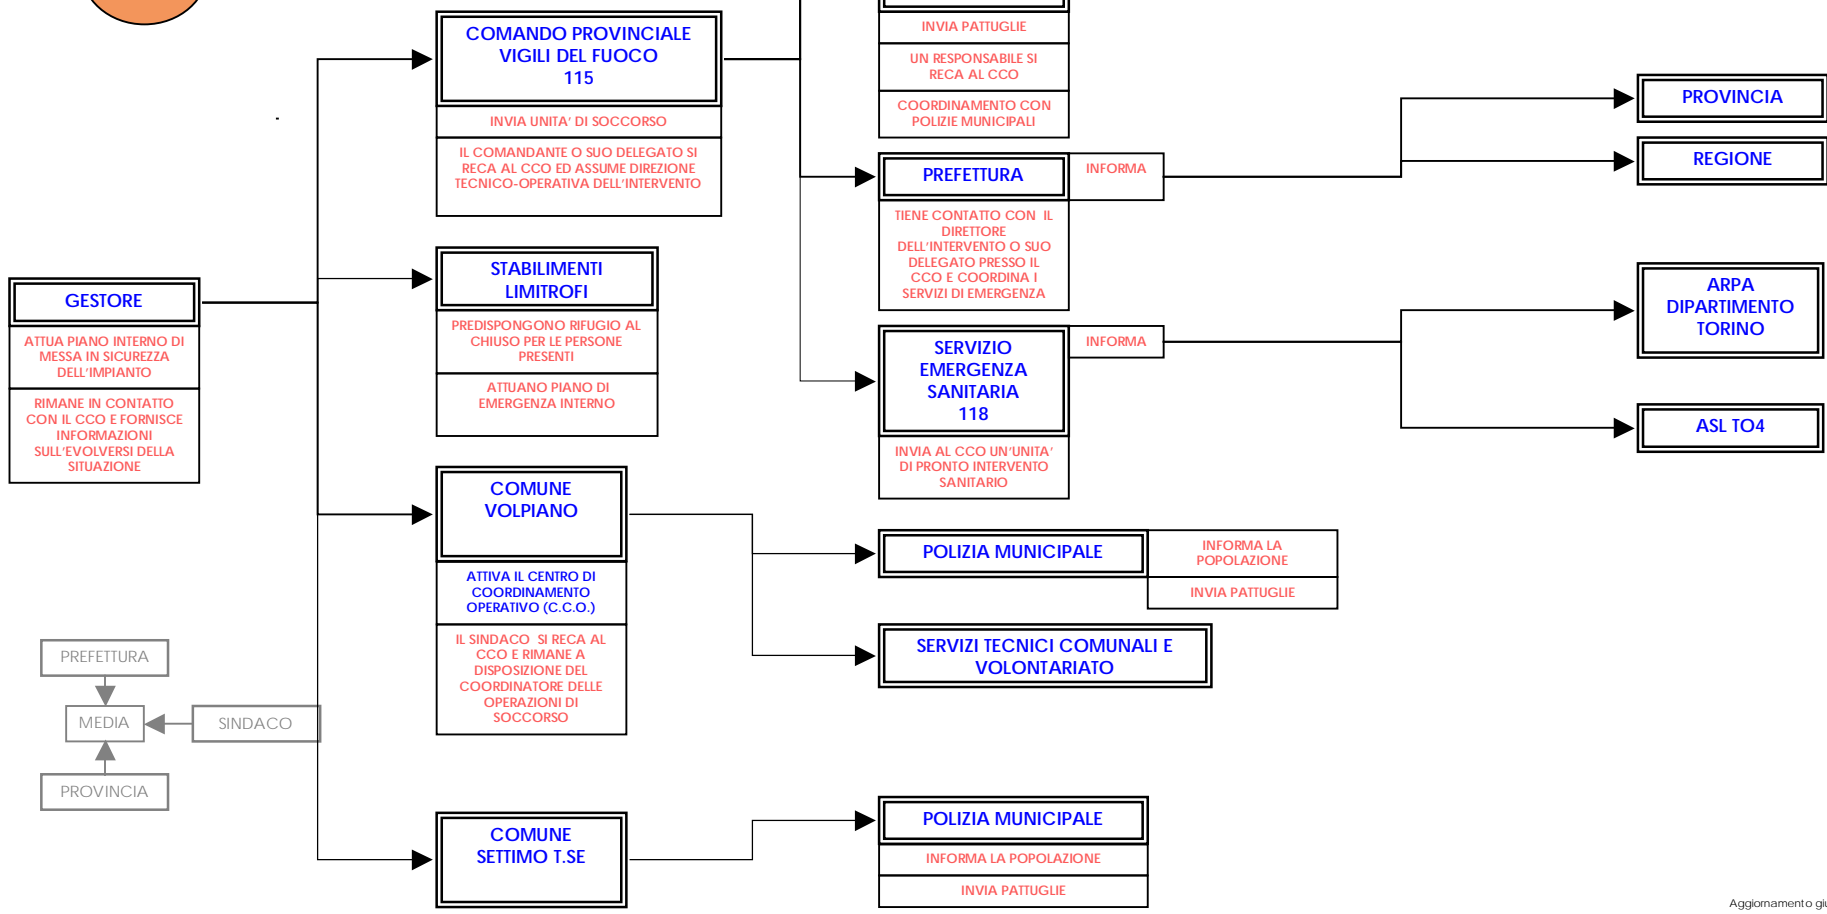 COMANDO PROVINCIALE
VIGILI DEL FUOCO
115
INVIA UNITA' DI SOCCORSO
IL COMANDANTE O SUO DELEGATO SI
RECA AL CCO ED ASSUME DIREZIONE
TECNICO-OPERATIVA DELL'INTERVENTO
INVIA PATTUGLIE
UN RESPONSABILE SI
RECA AL CCO
COORDINAMENTO CON
POLIZIE MUNICIPALI
PROVINCIA
REGIONE
PREFETTURA
INFORMA
TIENE CONTATTO CON IL
DIRETTORE
DELL'INTERVENTO O SUO
DELEGATO PRESSO IL
CCO E COORDINA I
SERVIZI DI EMERGENZA
GESTORE
ATTUA PIANO INTERNO DI
MESSA IN SICUREZZA
DELL'IMPIANTO
RIMANE IN CONTATTO
CON IL CCO E FORNISCE
INFORMAZIONI
SULL'EVOLVERSI DELLA
SITUAZIONE
STABILIMENTI
LIMITROFI
PREDISPONGONO RIFUGIO AL
CHIUSO PER LE PERSONE
PRESENTI
ATTUANO PIANO DI
EMERGENZA INTERNO
SERVIZIO
EMERGENZA
SANITARIA
118
INFORMA
INVIA AL CCO UN'UNITA'
DI PRONTO INTERVENTO
SANITARIO
ARPA
DIPARTIMENTO
TORINO
ASL TO4
COMUNE
VOLPIANO
ATTIVA IL CENTRO DI
COORDINAMENTO
OPERATIVO (C.C.O.)
IL SINDACO SI RECA AL
CCO E RIMANE A
DISPOSIZIONE DEL
COORDINATORE DELLE
OPERAZIONI DI
SOCCORSO
POLIZIA MUNICIPALE
INFORMA LA
POPOLAZIONE
INVIA PATTUGLIE
SERVIZI TECNICI COMUNALI E
VOLONTARIATO
PREFETTURA
MEDIA
SINDACO
PROVINCIA
COMUNE
SETTIMO T.SE
POLIZIA MUNICIPALE
INFORMA LA POPOLAZIONE
INVIA PATTUGLIE
Aggiornamento